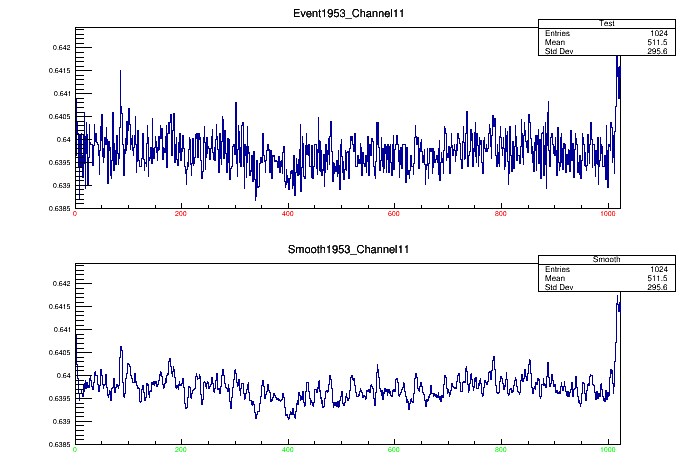 Event1953_Channel11
Test
Entries 1024
Mean 511.5
Std Dev 295.6
0.642
0.6415
0.641
0.6405
0.64
0.6395
0.639
0.6385
0 200 400 600 800 1000
Smooth1953_Channel11
Smooth
Entries 1024
Mean 511.5
Std Dev 295.6
0.642
0.6415
0.641
0.6405
0.64
0.6395
0.639
0.6385
0 200 400 600 800 1000